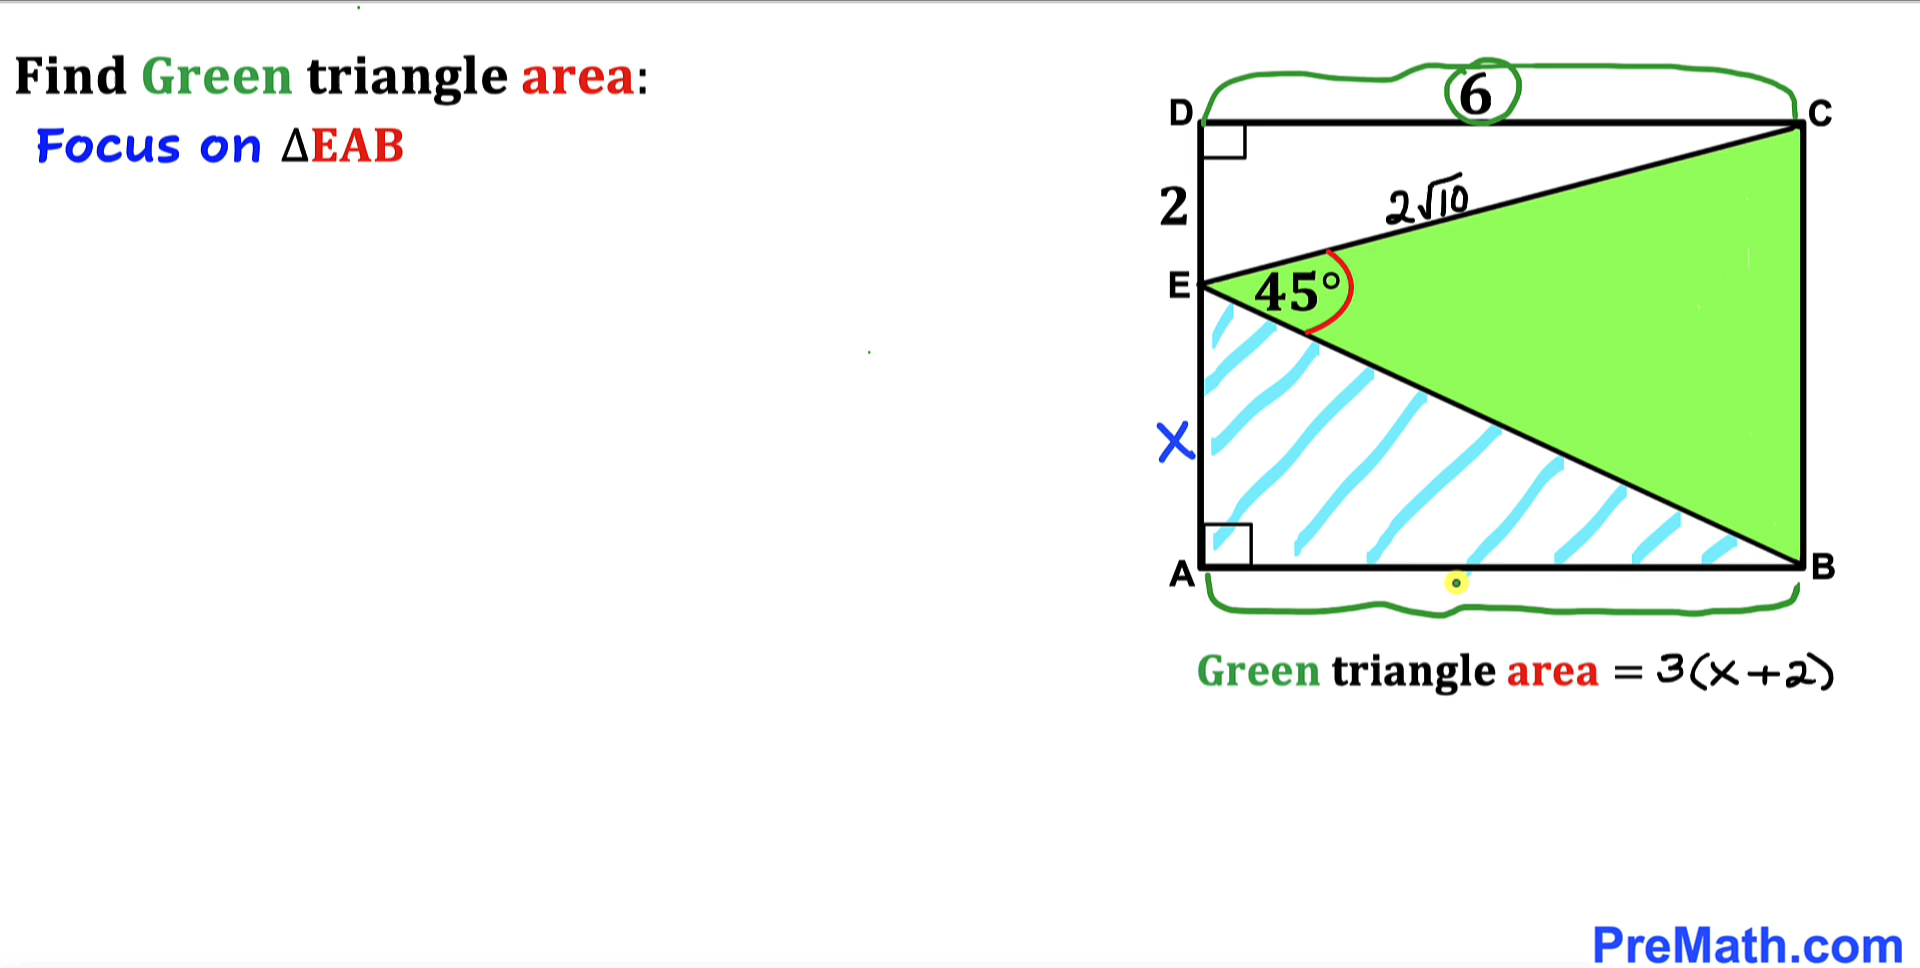 Find Green triangle area:
Focus on ΔEAB
6
D
C
2
2√10
E
45°
X
A
B
Green triangle area = 3(x+2)
PreMath.com